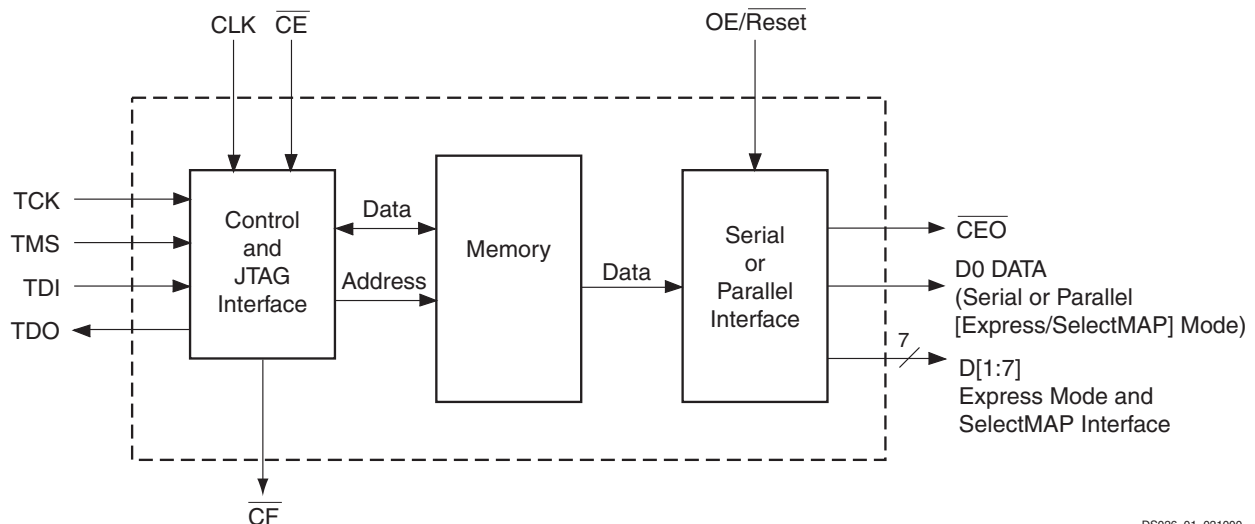 CLK
CE
OE/Reset
TCK
TMS
TDI
TDO
Control
and
JTAG
Interface
Data
Address
Memory
Data
Serial
or
Parallel
Interface
CEO
D0 DATA
(Serial or Parallel
[Express/SelectMAP] Mode)
7
D[1:7]
Express Mode and
SelectMAP Interface
CF